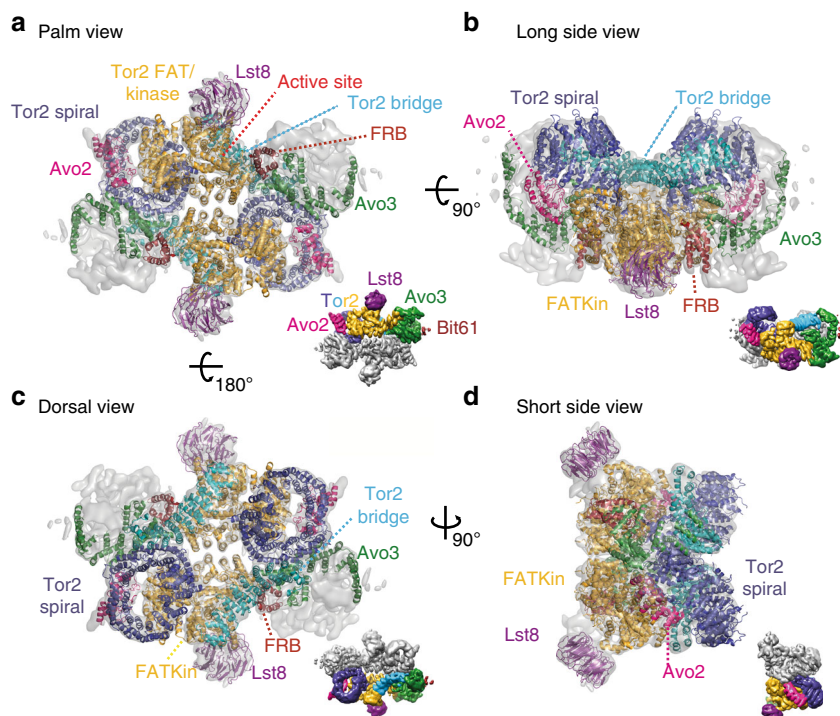 a Palm view
Tor2 FAT/
kinase
Lst8
Active site
Tor2 spiral
Tor2 bridge
FRB
Avo2
Avo3
Lst8
Tor2
Avo3
Avo2
Bit61
90°
180°
b Long side view
Tor2 spiral
Tor2 bridge
Avo2
Avo3
FATKin
Lst8
FRB
c Dorsal view
Tor2
bridge
Avo3
Tor2
spiral
FRB
FATKin
Lst8
90°
d Short side view
FATKin
Tor2
spiral
Lst8
Avo2